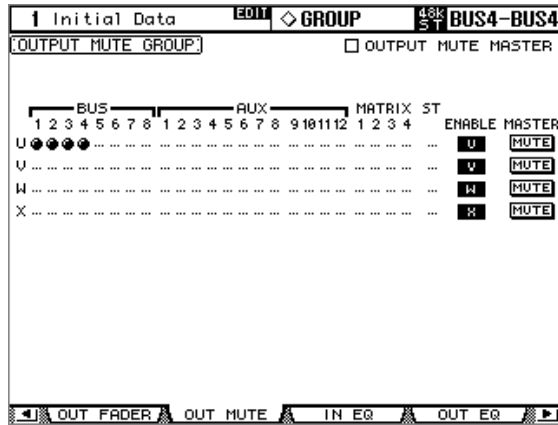 1 Initial Data EDIT ◇ GROUP 48k ST BUS4-BUS4
OUTPUT MUTE GROUP
□ OUTPUT MUTE MASTER
BUS AUX MATRIX ST
1 2 3 4 5 6 7 8 1 2 3 4 5 6 7 8 9 10 11 12 1 2 3 4 ENABLE MASTER
U U MUTE
V V MUTE
W W MUTE
X X MUTE
OUT FADER OUT MUTE IN EQ OUT EQ